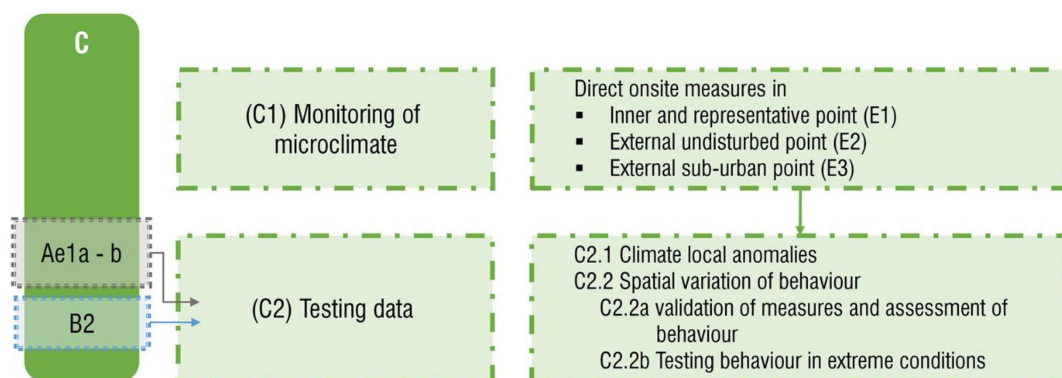 C
(C1) Monitoring of
microclimate
Direct onsite measures in
▪ Inner and representative point (E1)
▪ External undisturbed point (E2)
▪ External sub-urban point (E3)
Ae1a - b
B2
(C2) Testing data
C2.1 Climate local anomalies
C2.2 Spatial variation of behaviour
C2.2a validation of measures and assessment of
behaviour
C2.2b Testing behaviour in extreme conditions